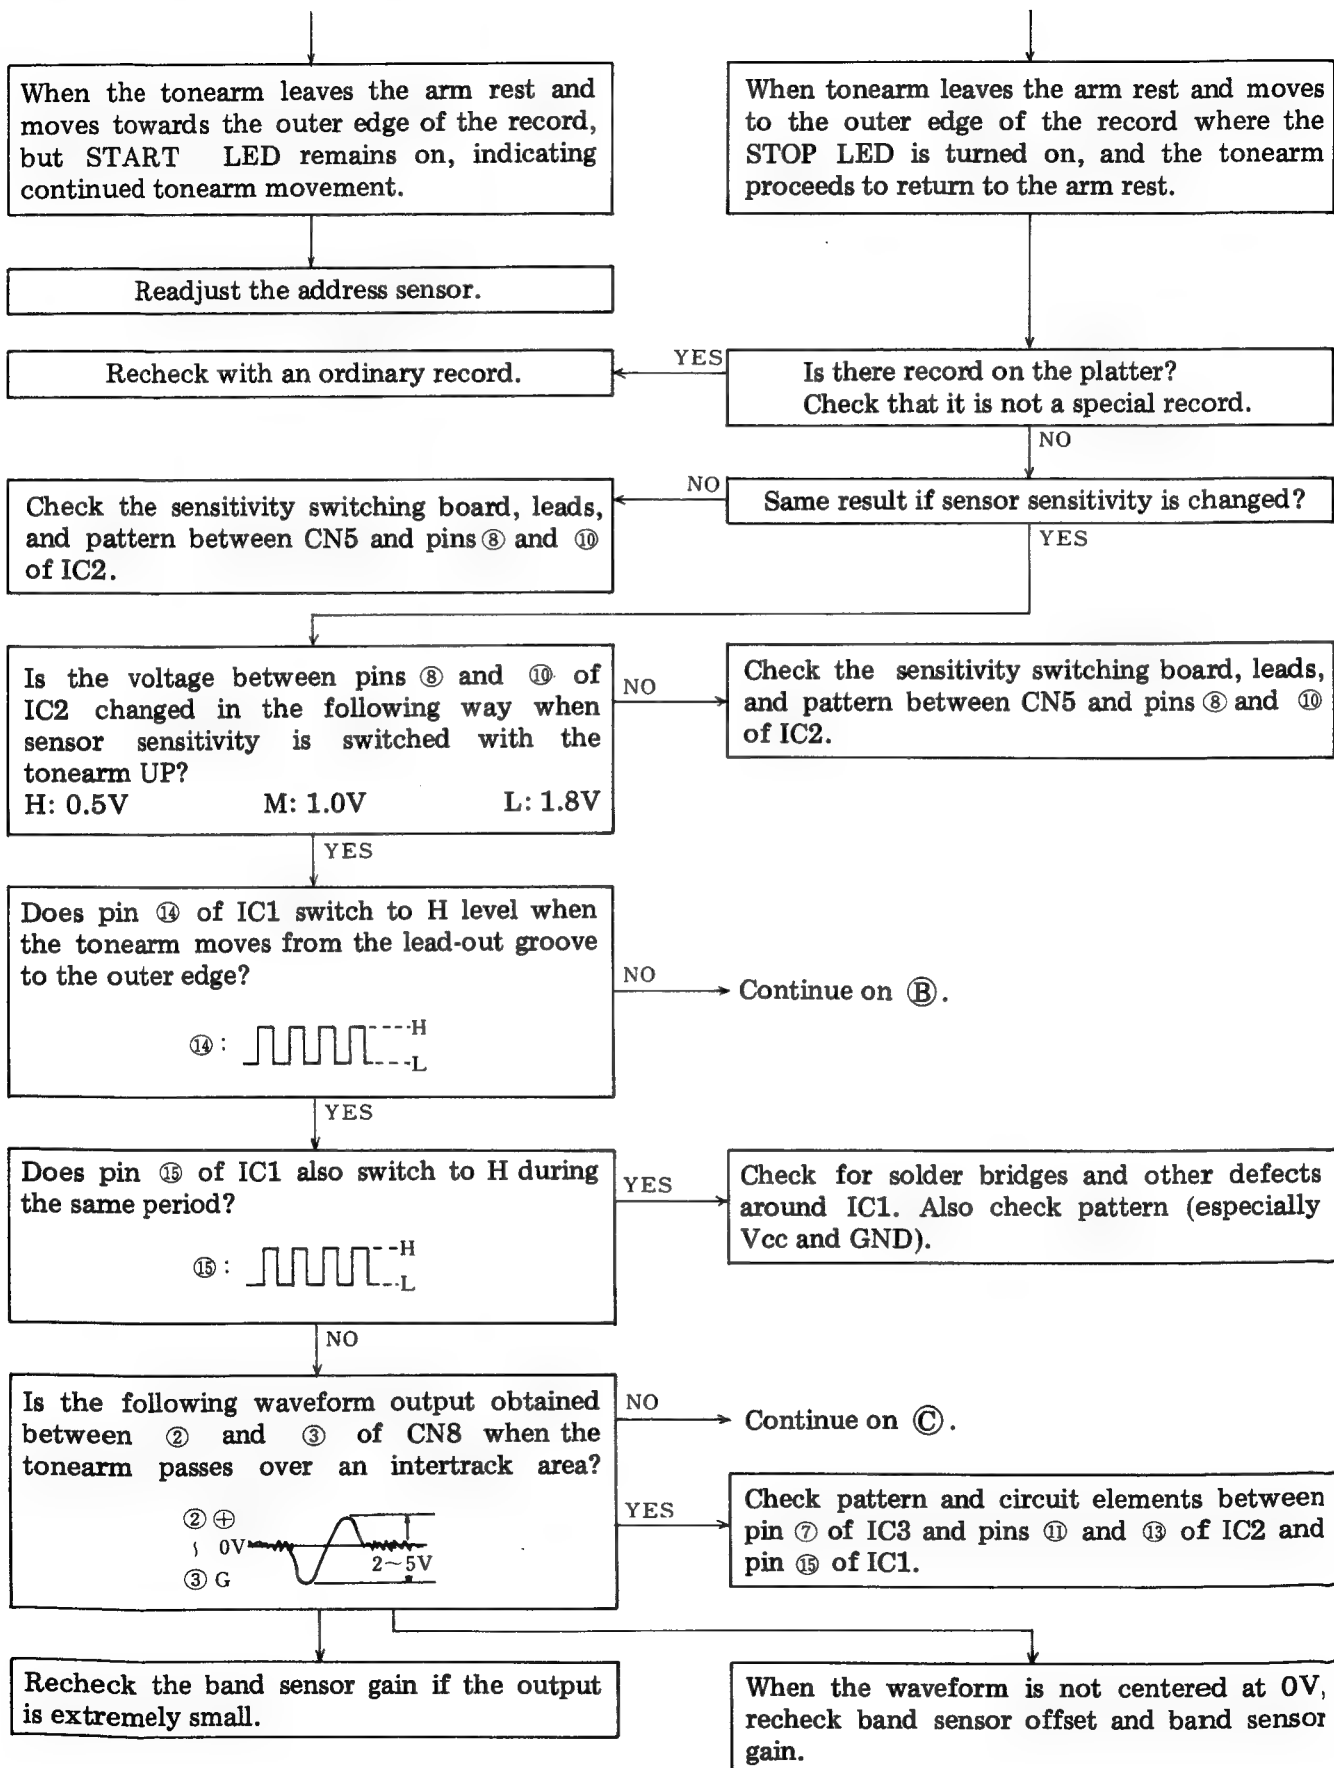 When the tonearm leaves the arm rest and
moves towards the outer edge of the record,
but START LED remains on, indicating
continued tonearm movement.
When tonearm leaves the arm rest and moves
to the outer edge of the record where the
STOP LED is turned on, and the tonearm
proceeds to return to the arm rest.
Readjust the address sensor.
Recheck with an ordinary record.
YES
Is there record on the platter?
Check that it is not a special record.
NO
Check the sensitivity switching board, leads,
and pattern between CN5 and pins ⑧ and ⑩
of IC2.
NO
Same result if sensor sensitivity is changed?
YES
Is the voltage between pins ⑧ and ⑩ of
IC2 changed in the following way when
sensor sensitivity is switched with the
tonearm UP?
H: 0.5V M: 1.0V L: 1.8V
NO
Check the sensitivity switching board, leads,
and pattern between CN5 and pins ⑧ and ⑩
of IC2.
YES
Does pin ⑭ of IC1 switch to H level when
the tonearm moves from the lead-out groove
to the outer edge?
⑭ : H
L
NO
Continue on Ⓑ.
YES
Does pin ⑮ of IC1 also switch to H during
the same period?
⑮ : H
L
YES
Check for solder bridges and other defects
around IC1. Also check pattern (especially
Vcc and GND).
NO
Is the following waveform output obtained
between ② and ③ of CN8 when the
tonearm passes over an intertrack area?
② ⊕
≀ 0V
③ G
2~5V
NO
Continue on Ⓒ.
YES
Check pattern and circuit elements between
pin ⑦ of IC3 and pins ⑪ and ⑬ of IC2 and
pin ⑮ of IC1.
Recheck the band sensor gain if the output
is extremely small.
When the waveform is not centered at 0V,
recheck band sensor offset and band sensor
gain.